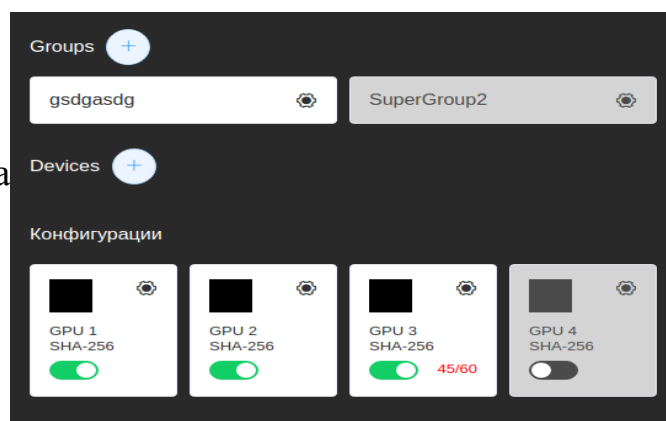 Groups +
gsdgasdg SuperGroup2
а
Devices +
Конфигурации
GPU 1 GPU 2 GPU 3 GPU 4
SHA-256 SHA-256 SHA-256 SHA-256
45/60